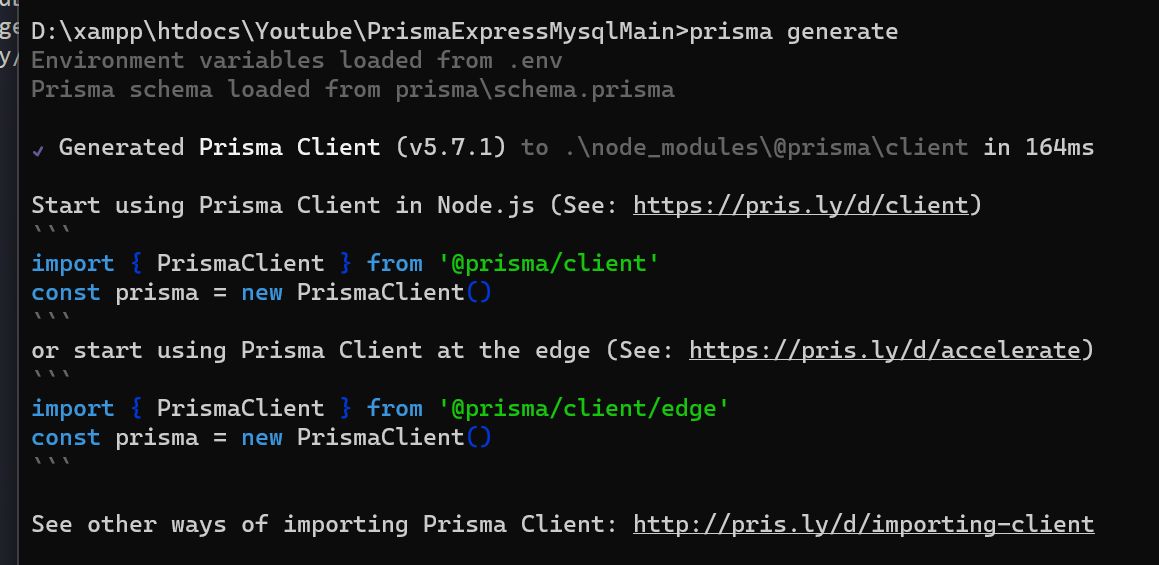 D:\xampp\htdocs\Youtube\PrismaExpressMysqlMain>prisma generate
Environment variables loaded from .env
Prisma schema loaded from prisma\schema.prisma
✔ Generated Prisma Client (v5.7.1) to .\node_modules\@prisma\client in 164ms
Start using Prisma Client in Node.js (See: https://pris.ly/d/client)
```
import { PrismaClient } from '@prisma/client'
const prisma = new PrismaClient()
```
or start using Prisma Client at the edge (See: https://pris.ly/d/accelerate)
```
import { PrismaClient } from '@prisma/client/edge'
const prisma = new PrismaClient()
```
See other ways of importing Prisma Client: http://pris.ly/d/importing-client